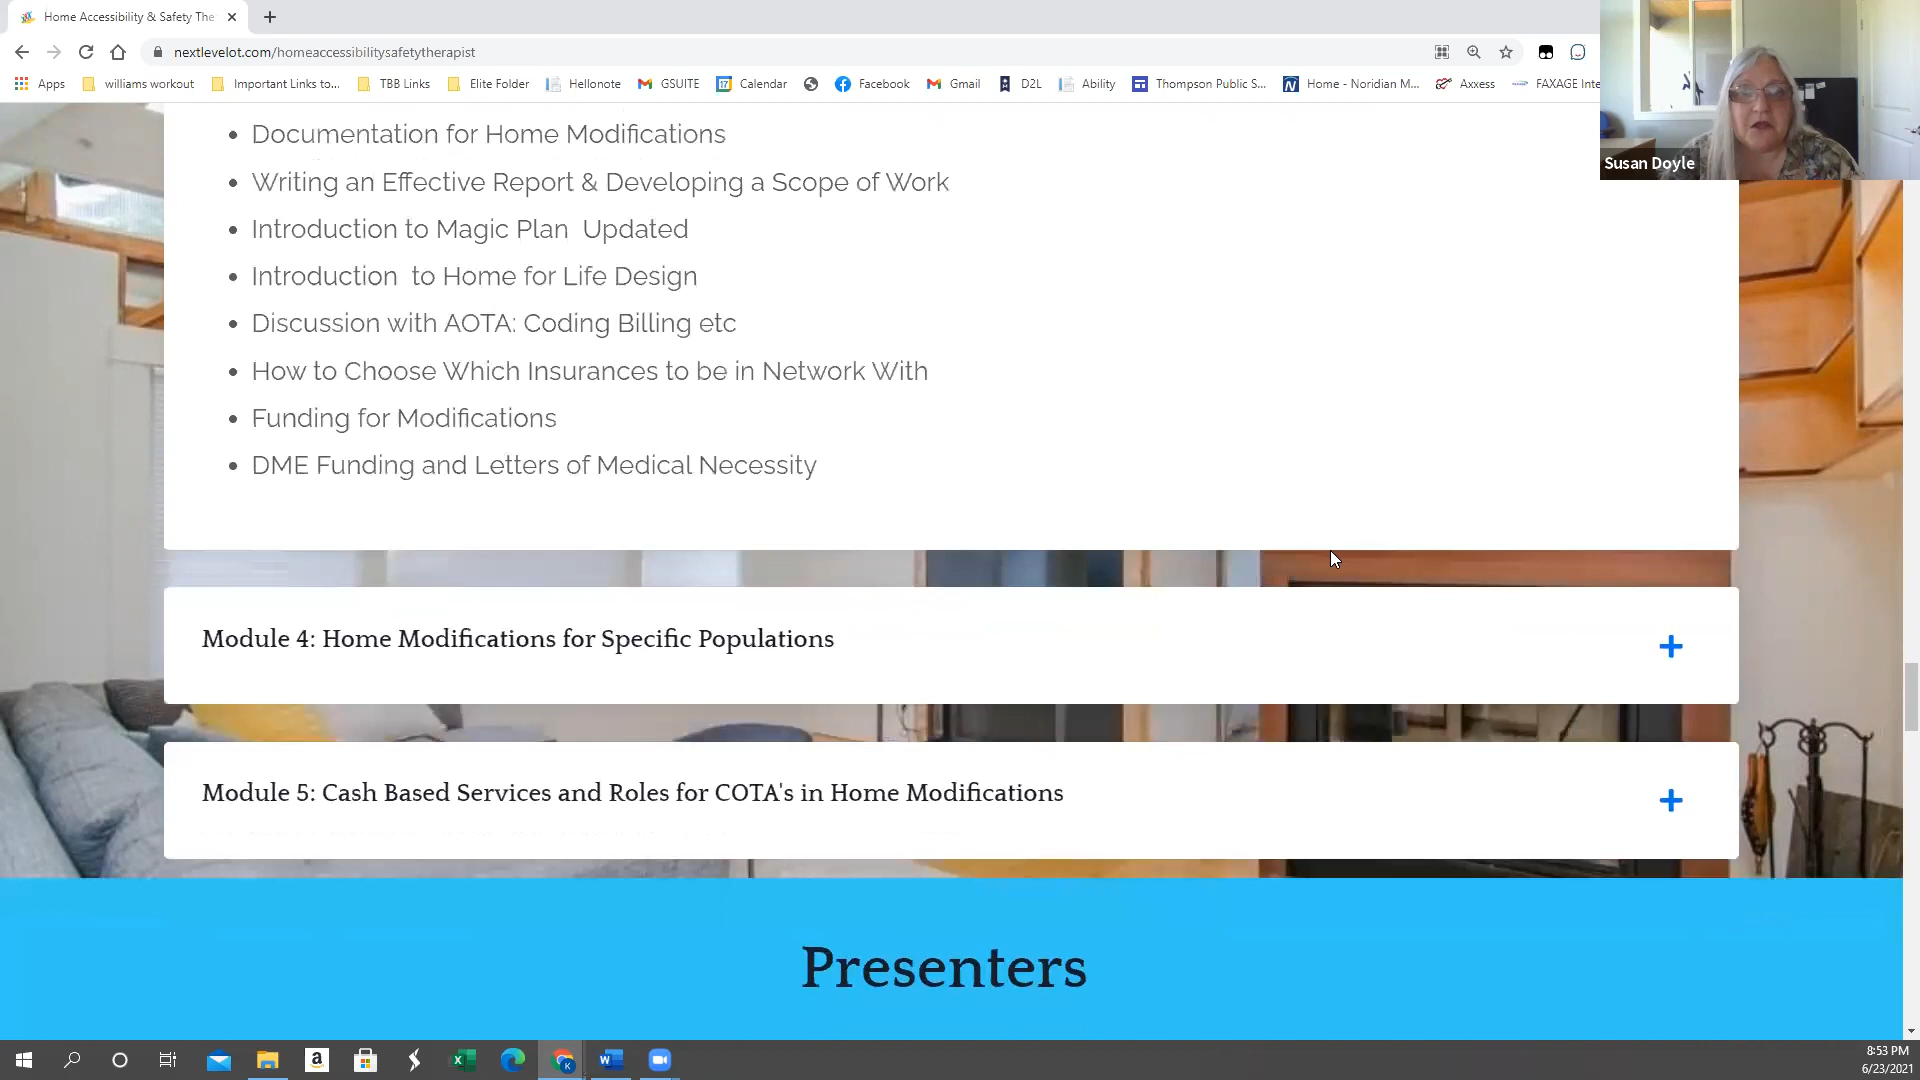 Home Accessibility & Safety The
nextlevelot.com/homeaccessibilitysafetytherapist
Apps
williams workout
Important Links to...
TBB Links
Elite Folder
Hellonote
GSUITE
Calendar
Facebook
Gmail
D2L
Ability
Thompson Public S...
Home - Noridian M...
Axxess
FAXAGE Inte
Susan Doyle
• Documentation for Home Modifications
• Writing an Effective Report & Developing a Scope of Work
• Introduction to Magic Plan  Updated
• Introduction  to Home for Life Design
• Discussion with AOTA: Coding Billing etc
• How to Choose Which Insurances to be in Network With
• Funding for Modifications
• DME Funding and Letters of Medical Necessity
Module 4: Home Modifications for Specific Populations
Module 5: Cash Based Services and Roles for COTA's in Home Modifications
Presenters
8:53 PM
6/23/2021